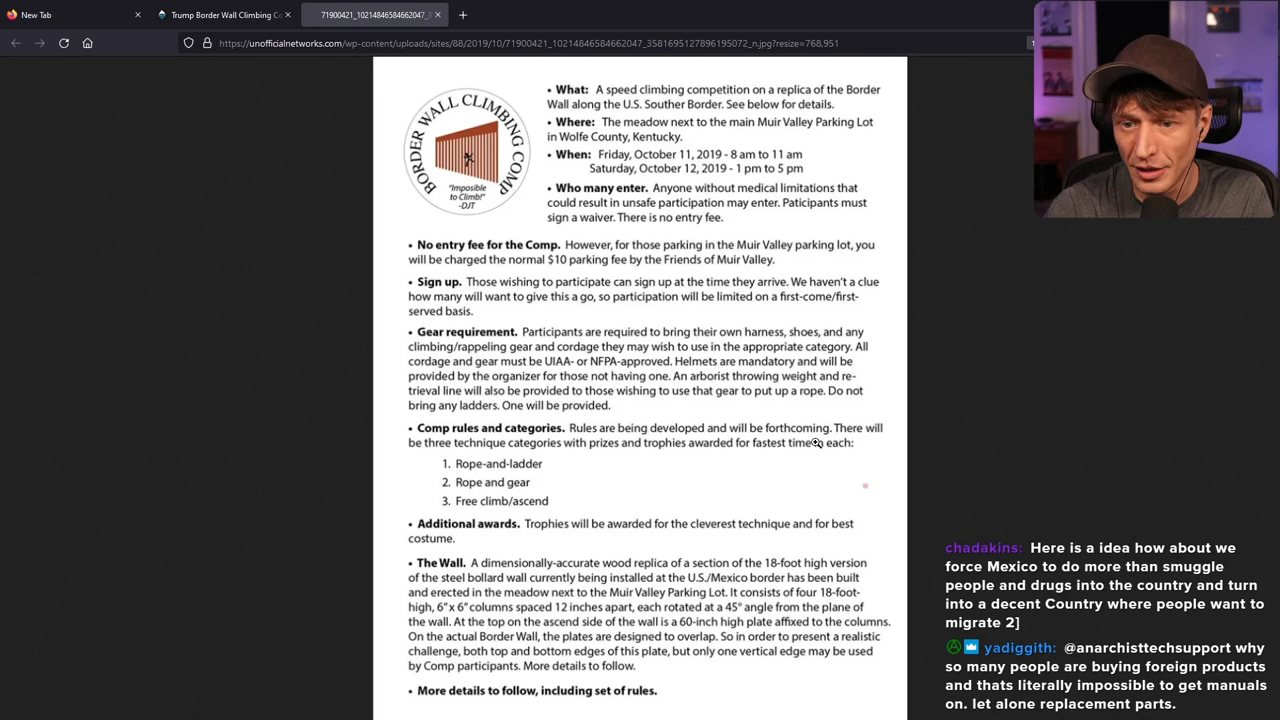 New Tab
Trump Border Wall Climbing Co
71900421_10214846584662047_3
https://unofficialnetworks.com/wp-content/uploads/sites/88/2019/10/71900421_10214846584662047_3581695127896195072_n.jpg?resize=768,951
BORDER WALL CLIMBING COMP
"Imposible
to Climb!"
-DJT
• What: A speed climbing competition on a replica of the Border
Wall along the U.S. Souther Border. See below for details.
• Where: The meadow next to the main Muir Valley Parking Lot
in Wolfe County, Kentucky.
• When: Friday, October 11, 2019 - 8 am to 11 am
Saturday, October 12, 2019 - 1 pm to 5 pm
• Who many enter. Anyone without medical limitations that
could result in unsafe participation may enter. Paticipants must
sign a waiver. There is no entry fee.
• No entry fee for the Comp. However, for those parking in the Muir Valley parking lot, you
will be charged the normal $10 parking fee by the Friends of Muir Valley.
• Sign up. Those wishing to participate can sign up at the time they arrive. We haven't a clue
how many will want to give this a go, so participation will be limited on a first-come/first-
served basis.
• Gear requirement. Participants are required to bring their own harness, shoes, and any
climbing/rappeling gear and cordage they may wish to use in the appropriate category. All
cordage and gear must be UIAA- or NFPA-approved. Helmets are mandatory and will be
provided by the organizer for those not having one. An arborist throwing weight and re-
trieval line will also be provided to those wishing to use that gear to put up a rope. Do not
bring any ladders. One will be provided.
• Comp rules and categories. Rules are being developed and will be forthcoming. There will
be three technique categories with prizes and trophies awarded for fastest time each:
1. Rope-and-ladder
2. Rope and gear
3. Free climb/ascend
• Additional awards. Trophies will be awarded for the cleverest technique and for best
costume.
• The Wall. A dimensionally-accurate wood replica of a section of the 18-foot high version
of the steel bollard wall currently being installed at the U.S./Mexico border has been built
and erected in the meadow next to the Muir Valley Parking Lot. It consists of four 18-foot-
high, 6"x 6" columns spaced 12 inches apart, each rotated at a 45° angle from the plane of
the wall. At the top on the ascend side of the wall is a 60-inch high plate affixed to the columns.
On the actual Border Wall, the plates are designed to overlap. So in order to present a realistic
challenge, both top and bottom edges of this plate, but only one vertical edge may be used
by Comp participants. More details to follow.
• More details to follow, including set of rules.
chadakins: Here is a idea how about we
force Mexico to do more than smuggle
people and drugs into the country and turn
into a decent Country where people want to
migrate 2]
yadiggith: @anarchisttechsupport why
so many people are buying foreign products
and thats literally impossible to get manuals
on. let alone replacement parts.